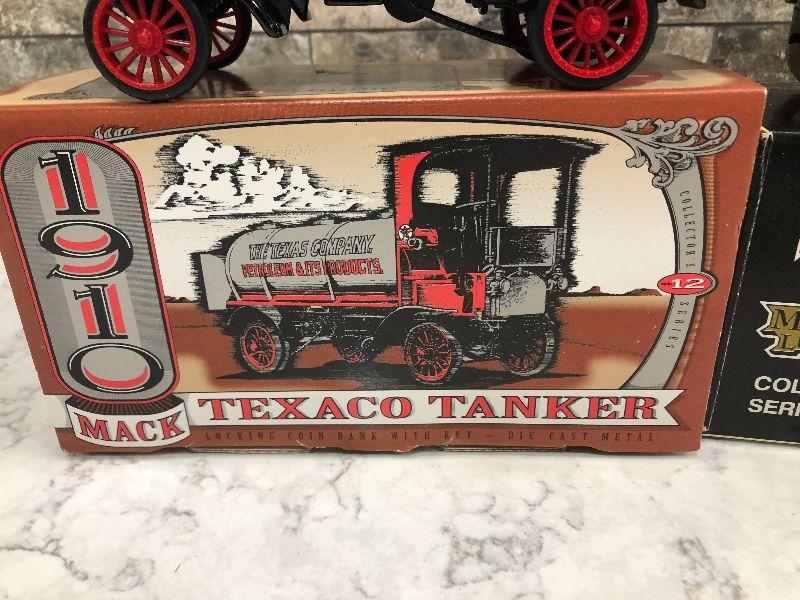 1910
THE TEXAS COMPANY.
PETROLEUM & ITS PRODUCTS.
COLLECTOR'S
#12
SERIES
MACK
TEXACO TANKER
LOCKING COIN BANK WITH KEY ~ DIE-CAST METAL
COL
SERI